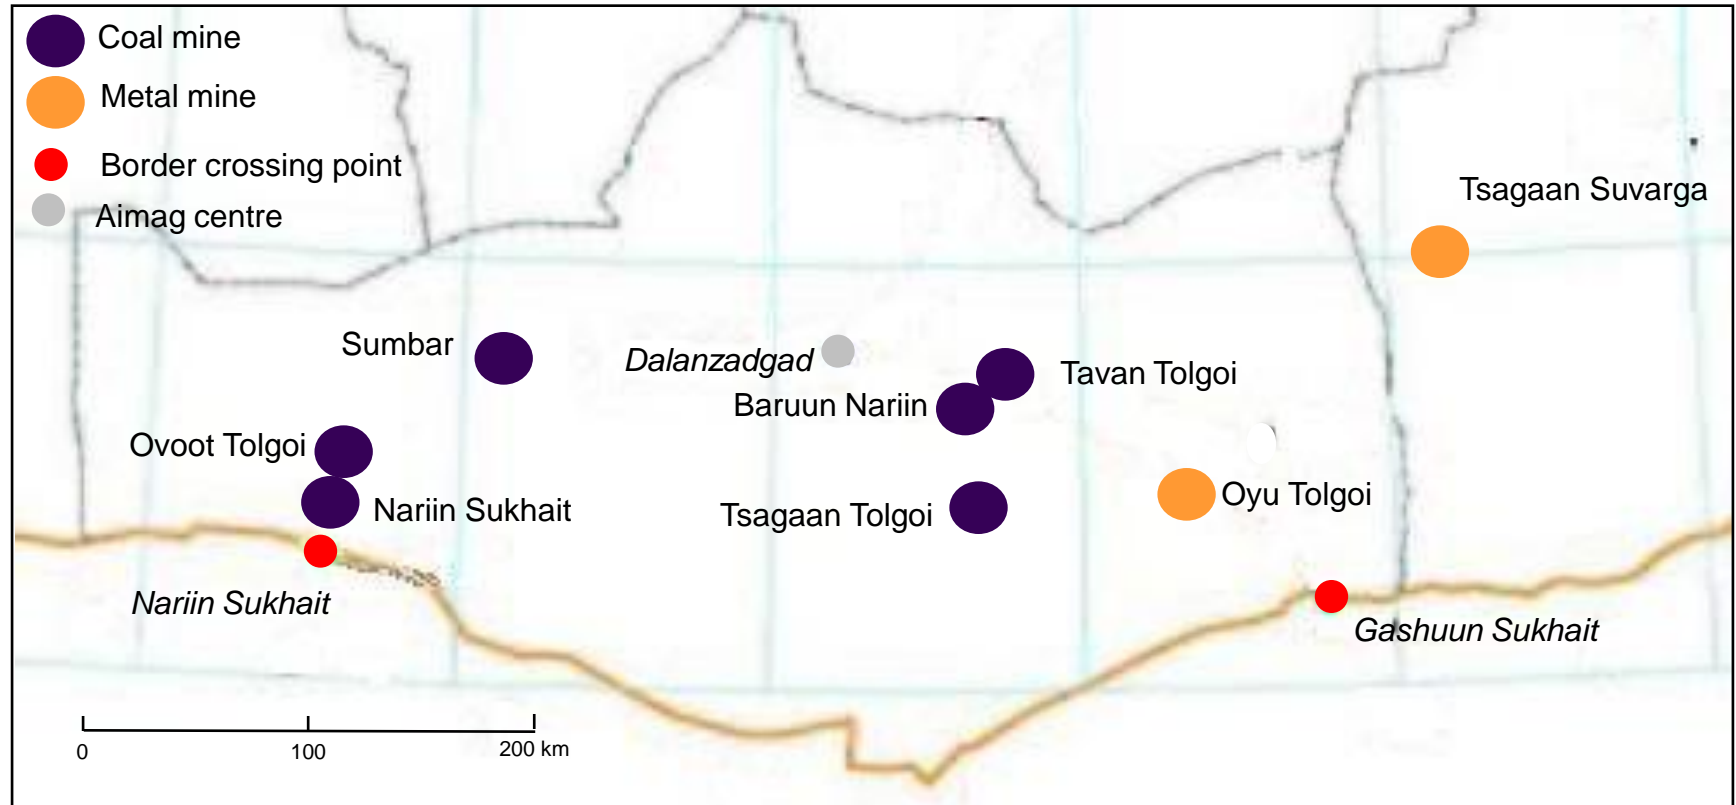 Coal mine
Metal mine
Border crossing point
Aimag centre
Tsagaan Suvarga
Sumbar
Dalanzadgad
Tavan Tolgoi
Baruun Nariin
Ovoot Tolgoi
Nariin Sukhait
Tsagaan Tolgoi
Oyu Tolgoi
Nariin Sukhait
Gashuun Sukhait
0 100 200 km